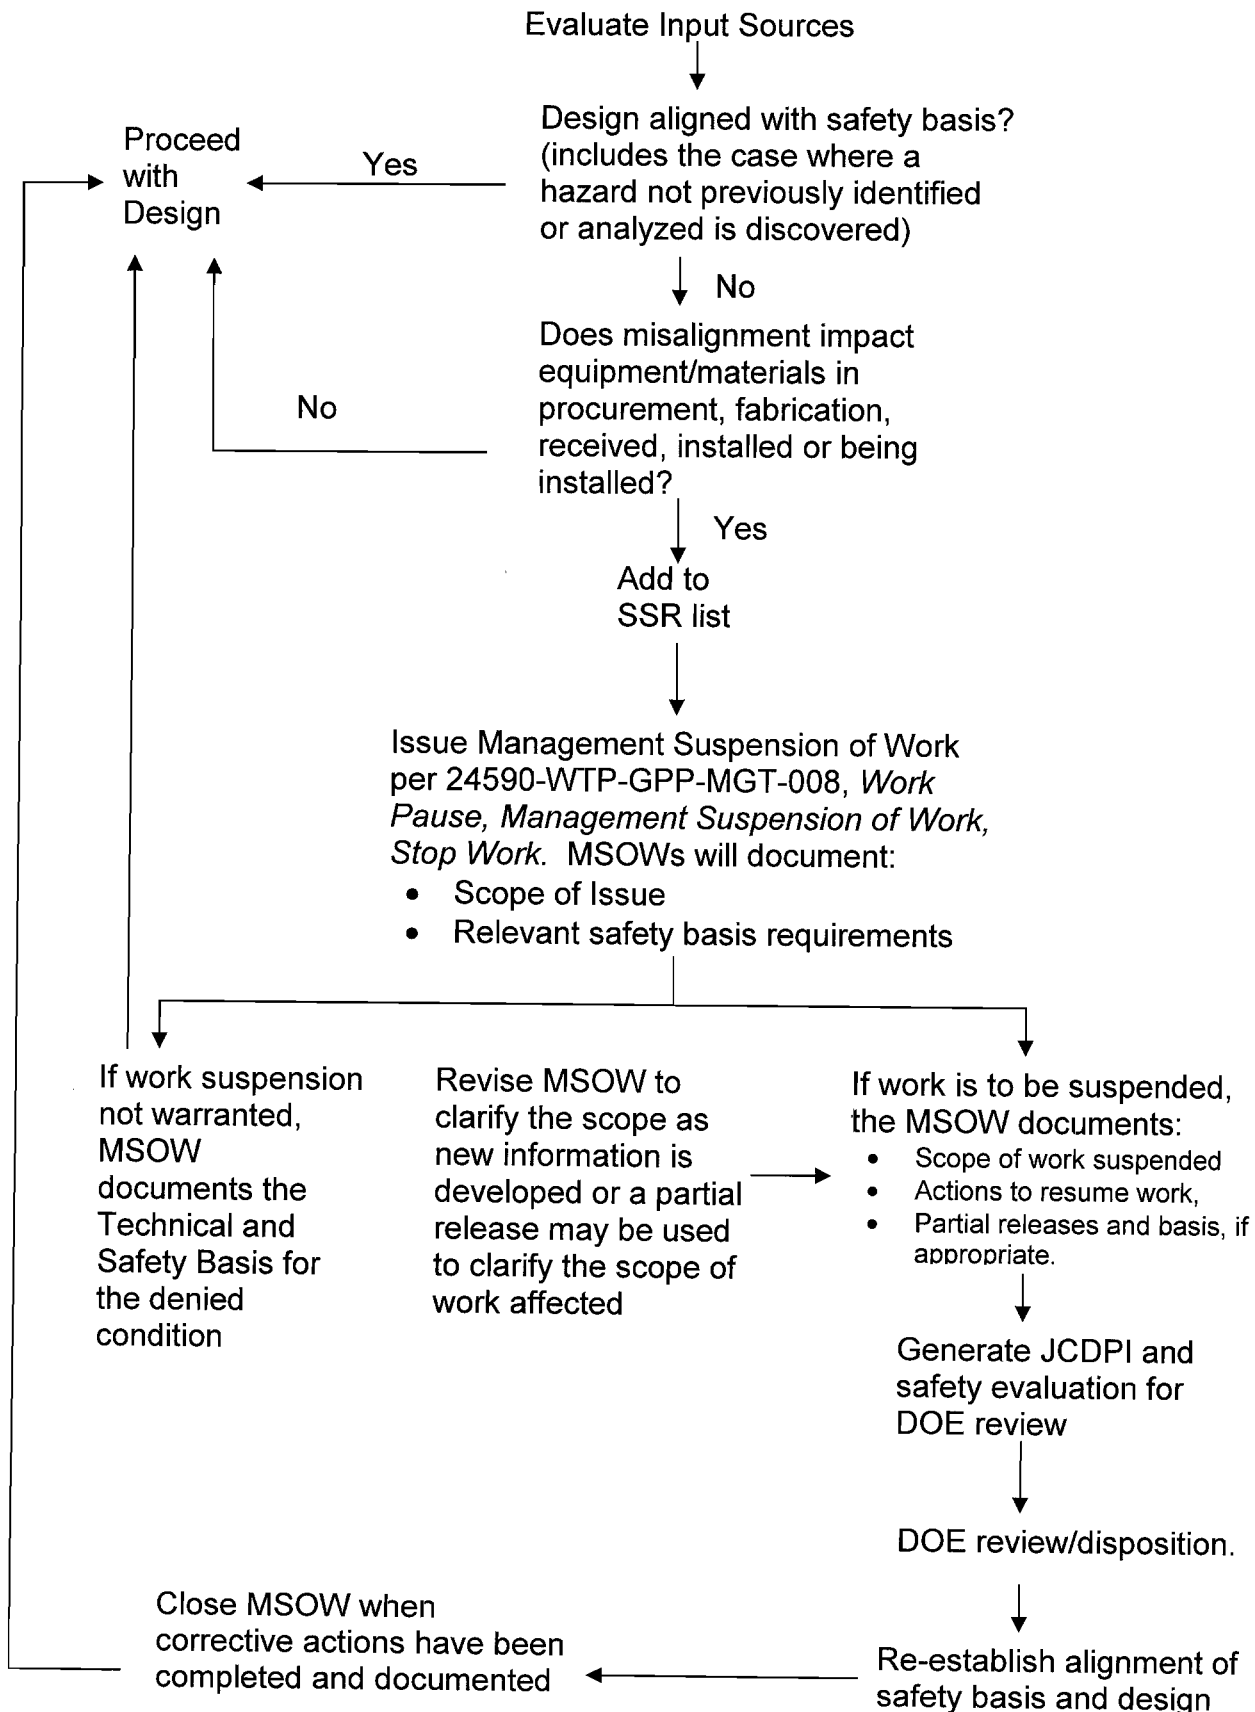 Evaluate Input Sources
Design aligned with safety basis?
(includes the case where a
hazard not previously identified
or analyzed is discovered)
Yes
Proceed
with
Design
No
Does misalignment impact
equipment/materials in
procurement, fabrication,
received, installed or being
installed?
No
Yes
Add to
SSR list
Issue Management Suspension of Work
per 24590-WTP-GPP-MGT-008, Work
Pause, Management Suspension of Work,
Stop Work. MSOWs will document:
• Scope of Issue
• Relevant safety basis requirements
If work suspension
not warranted,
MSOW
documents the
Technical and
Safety Basis for
the denied
condition
Revise MSOW to
clarify the scope as
new information is
developed or a partial
release may be used
to clarify the scope of
work affected
If work is to be suspended,
the MSOW documents:
• Scope of work suspended
• Actions to resume work,
• Partial releases and basis, if
appropriate.
Generate JCDPI and
safety evaluation for
DOE review
DOE review/disposition.
Re-establish alignment of
safety basis and design
Close MSOW when
corrective actions have been
completed and documented